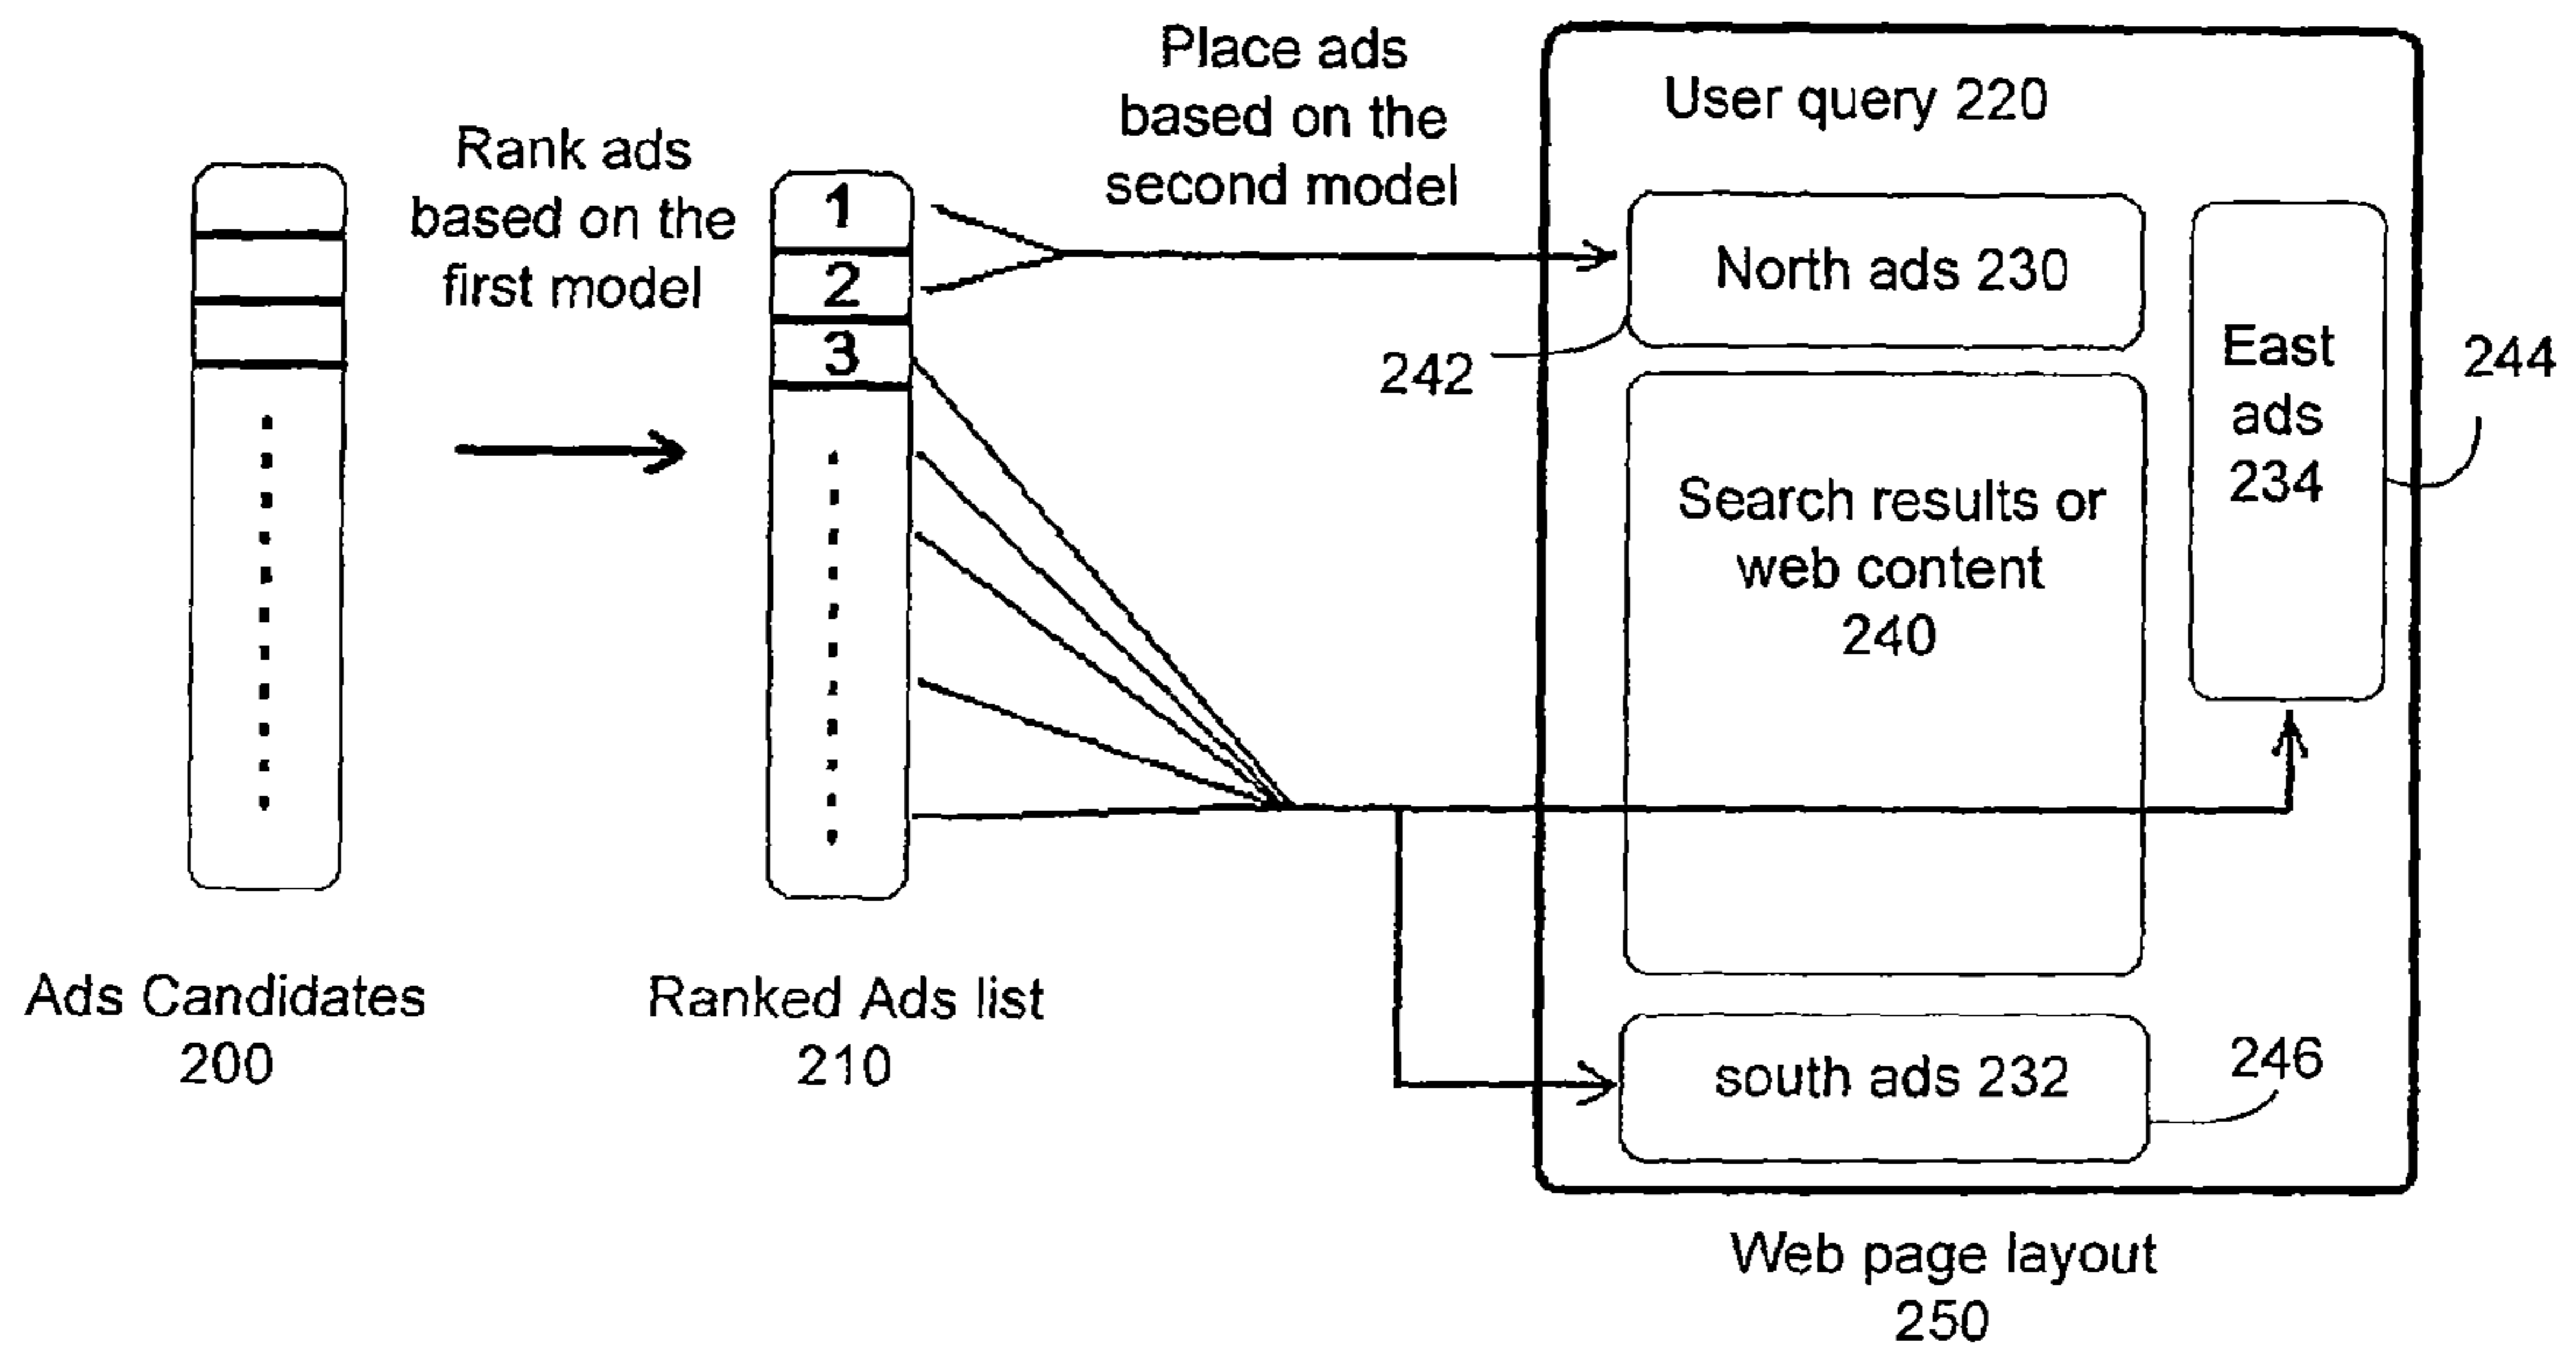 Rank ads
based on the
first model
Place ads
based on the
second model
1
2
3
Ads Candidates
200
Ranked Ads list
210
User query 220
North ads 230
242
East
ads
234
244
Search results or
web content
240
south ads 232
246
Web page layout
250